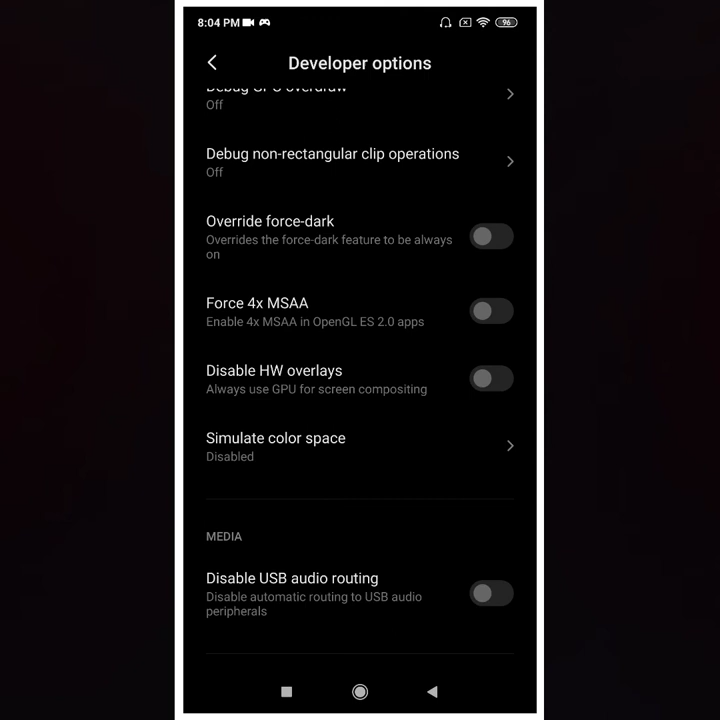 8:04 PM
96
Developer options
Debug GPU overdraw
Off
Debug non-rectangular clip operations
Off
Override force-dark
Overrides the force-dark feature to be always
on
Force 4x MSAA
Enable 4x MSAA in OpenGL ES 2.0 apps
Disable HW overlays
Always use GPU for screen compositing
Simulate color space
Disabled
MEDIA
Disable USB audio routing
Disable automatic routing to USB audio
peripherals